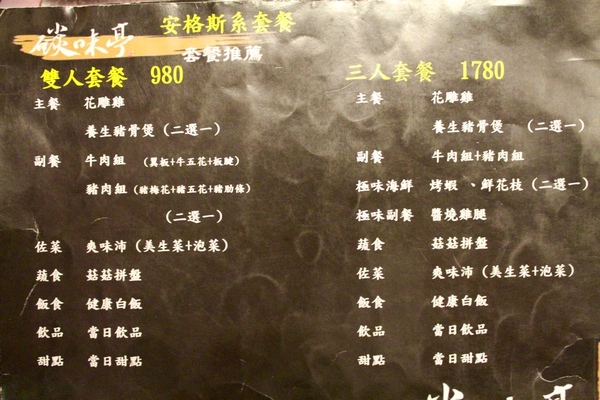 燄味亭
安格斯系套餐
套餐推薦
雙人套餐 980
主餐 花雕雞
養生豬骨煲(二選一)
副餐 牛肉組 (翼板+牛五花+板腱)
豬肉組(豬梅花+豬五花+豬肋條)
(二選一)
佐菜 爽味沛(美生菜+泡菜)
蔬食 菇菇拼盤
飯食 健康白飯
飲品 當日飲品
甜點 當日甜點
三人套餐 1780
主餐 花雕雞
養生豬骨煲 (二選一)
副餐 牛肉組+豬肉組
極味海鮮 烤蝦 、鮮花枝(二選一)
極味副餐 醬燒雞腿
蔬食 菇菇拼盤
佐菜 爽味沛(美生菜+泡菜)
飯食 健康白飯
飲品 當日飲品
甜點 當日甜點